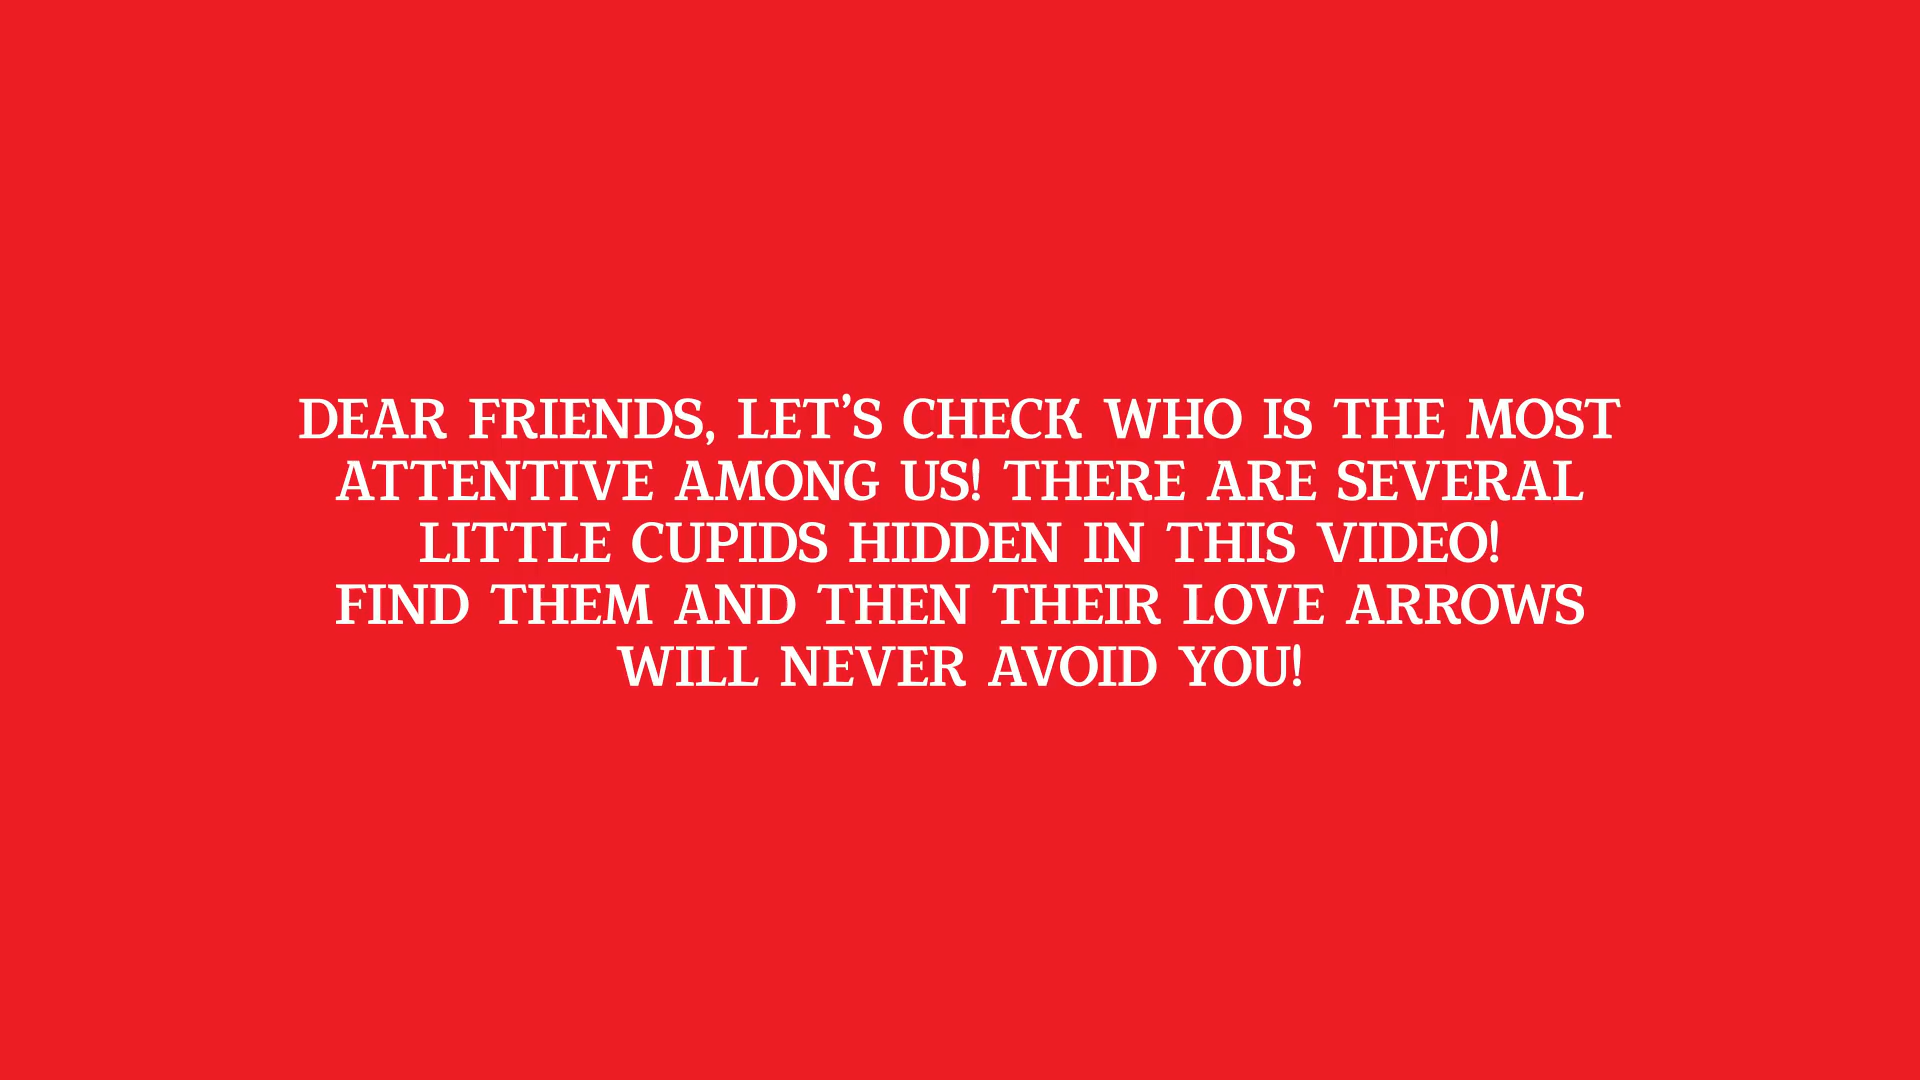 DEAR FRIENDS, LET’S CHECK WHO IS THE MOST
ATTENTIVE AMONG US! THERE ARE SEVERAL
LITTLE CUPIDS HIDDEN IN THIS VIDEO!
FIND THEM AND THEN THEIR LOVE ARROWS
WILL NEVER AVOID YOU!